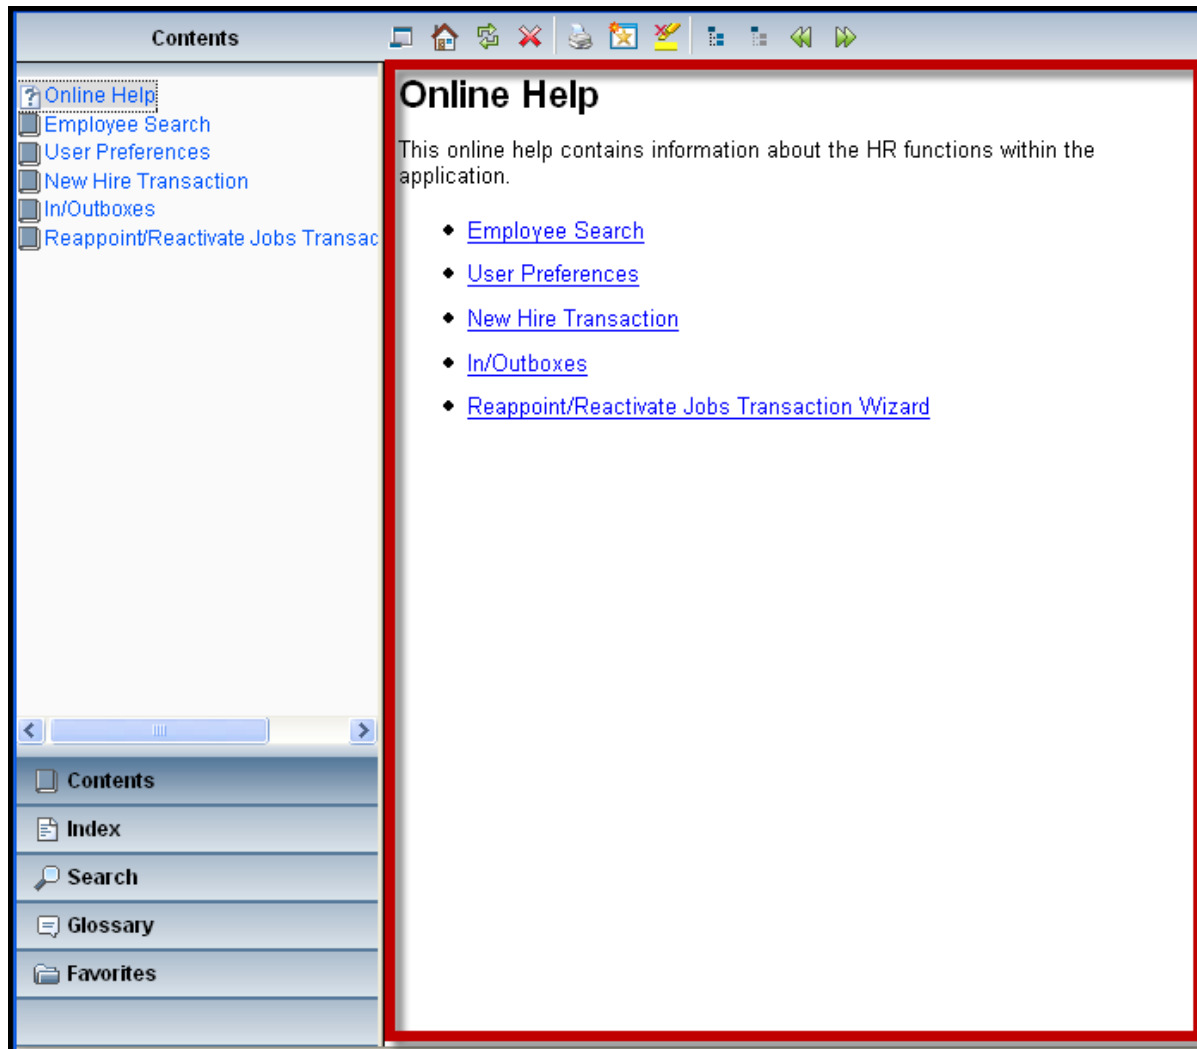 Contents
Online Help
Employee Search
User Preferences
New Hire Transaction
In/Outboxes
Reappoint/Reactivate Jobs Transac
Contents
Index
Search
Glossary
Favorites
Online Help
This online help contains information about the HR functions within the
application.
Employee Search
User Preferences
New Hire Transaction
In/Outboxes
Reappoint/Reactivate Jobs Transaction Wizard